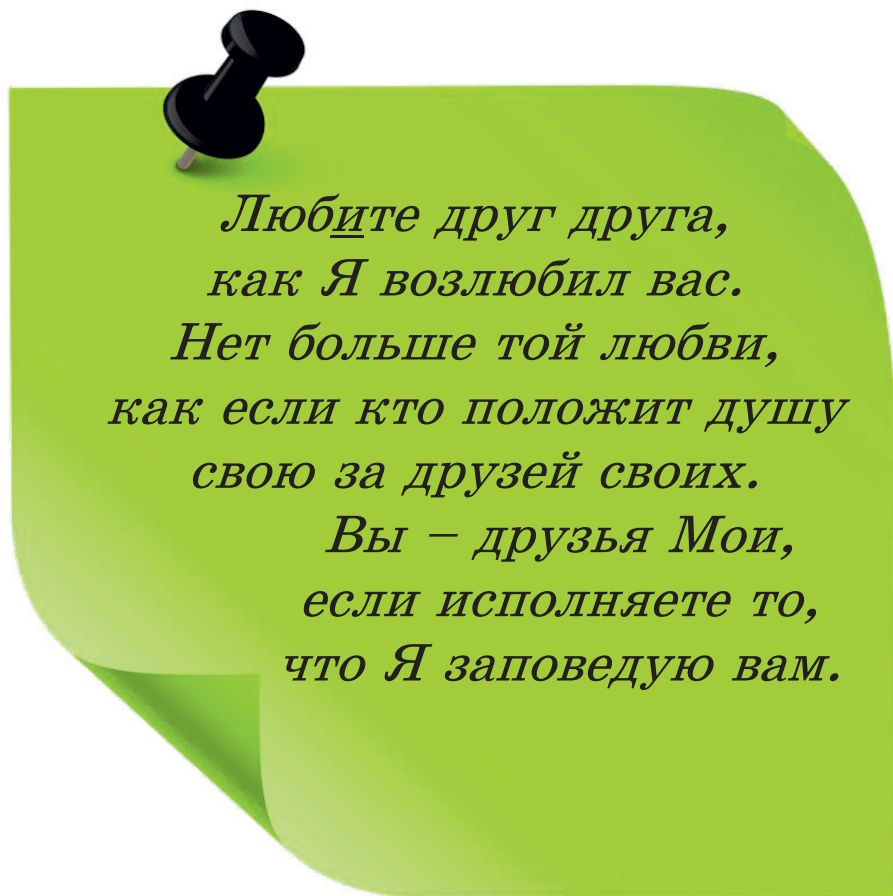 Любите друг друга,
как Я возлюбил вас.
Нет больше той любви,
как если кто положит душу
свою за друзей своих.
Вы – друзья Мои,
если исполняете то,
что Я заповедую вам.